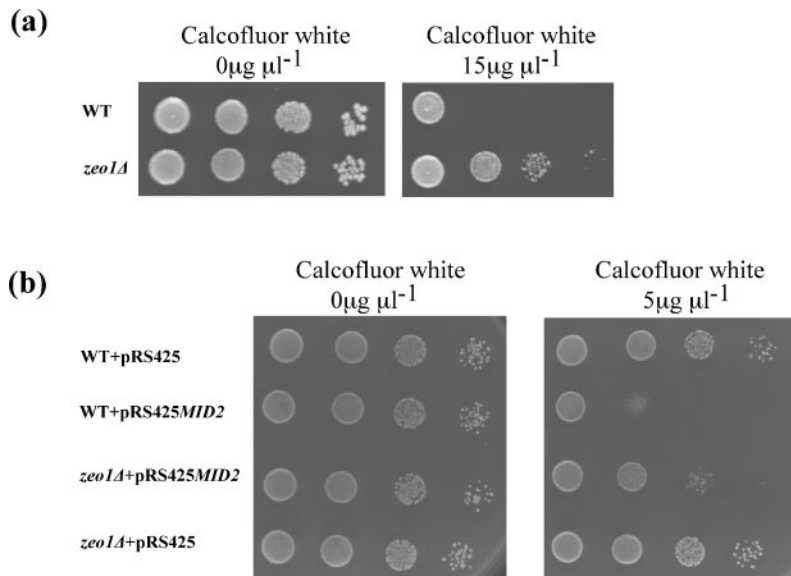 (a)
Calcofluor white
0μg μl-1
Calcofluor white
15μg μl-1
WT
zeo1Δ
(b)
Calcofluor white
0μg μl-1
Calcofluor white
5μg μl-1
WT+pRS425
WT+pRS425MID2
zeo1Δ+pRS425MID2
zeo1Δ+pRS425